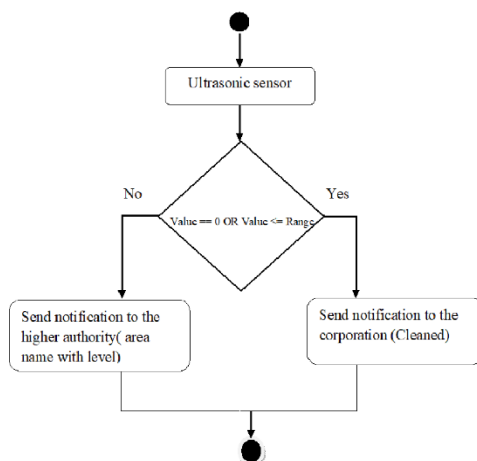 Ultrasonic sensor
No
Yes
Value == 0 OR Value <= Range
Send notification to the
higher authority( area
name with level)
Send notification to the
corporation (Cleaned)